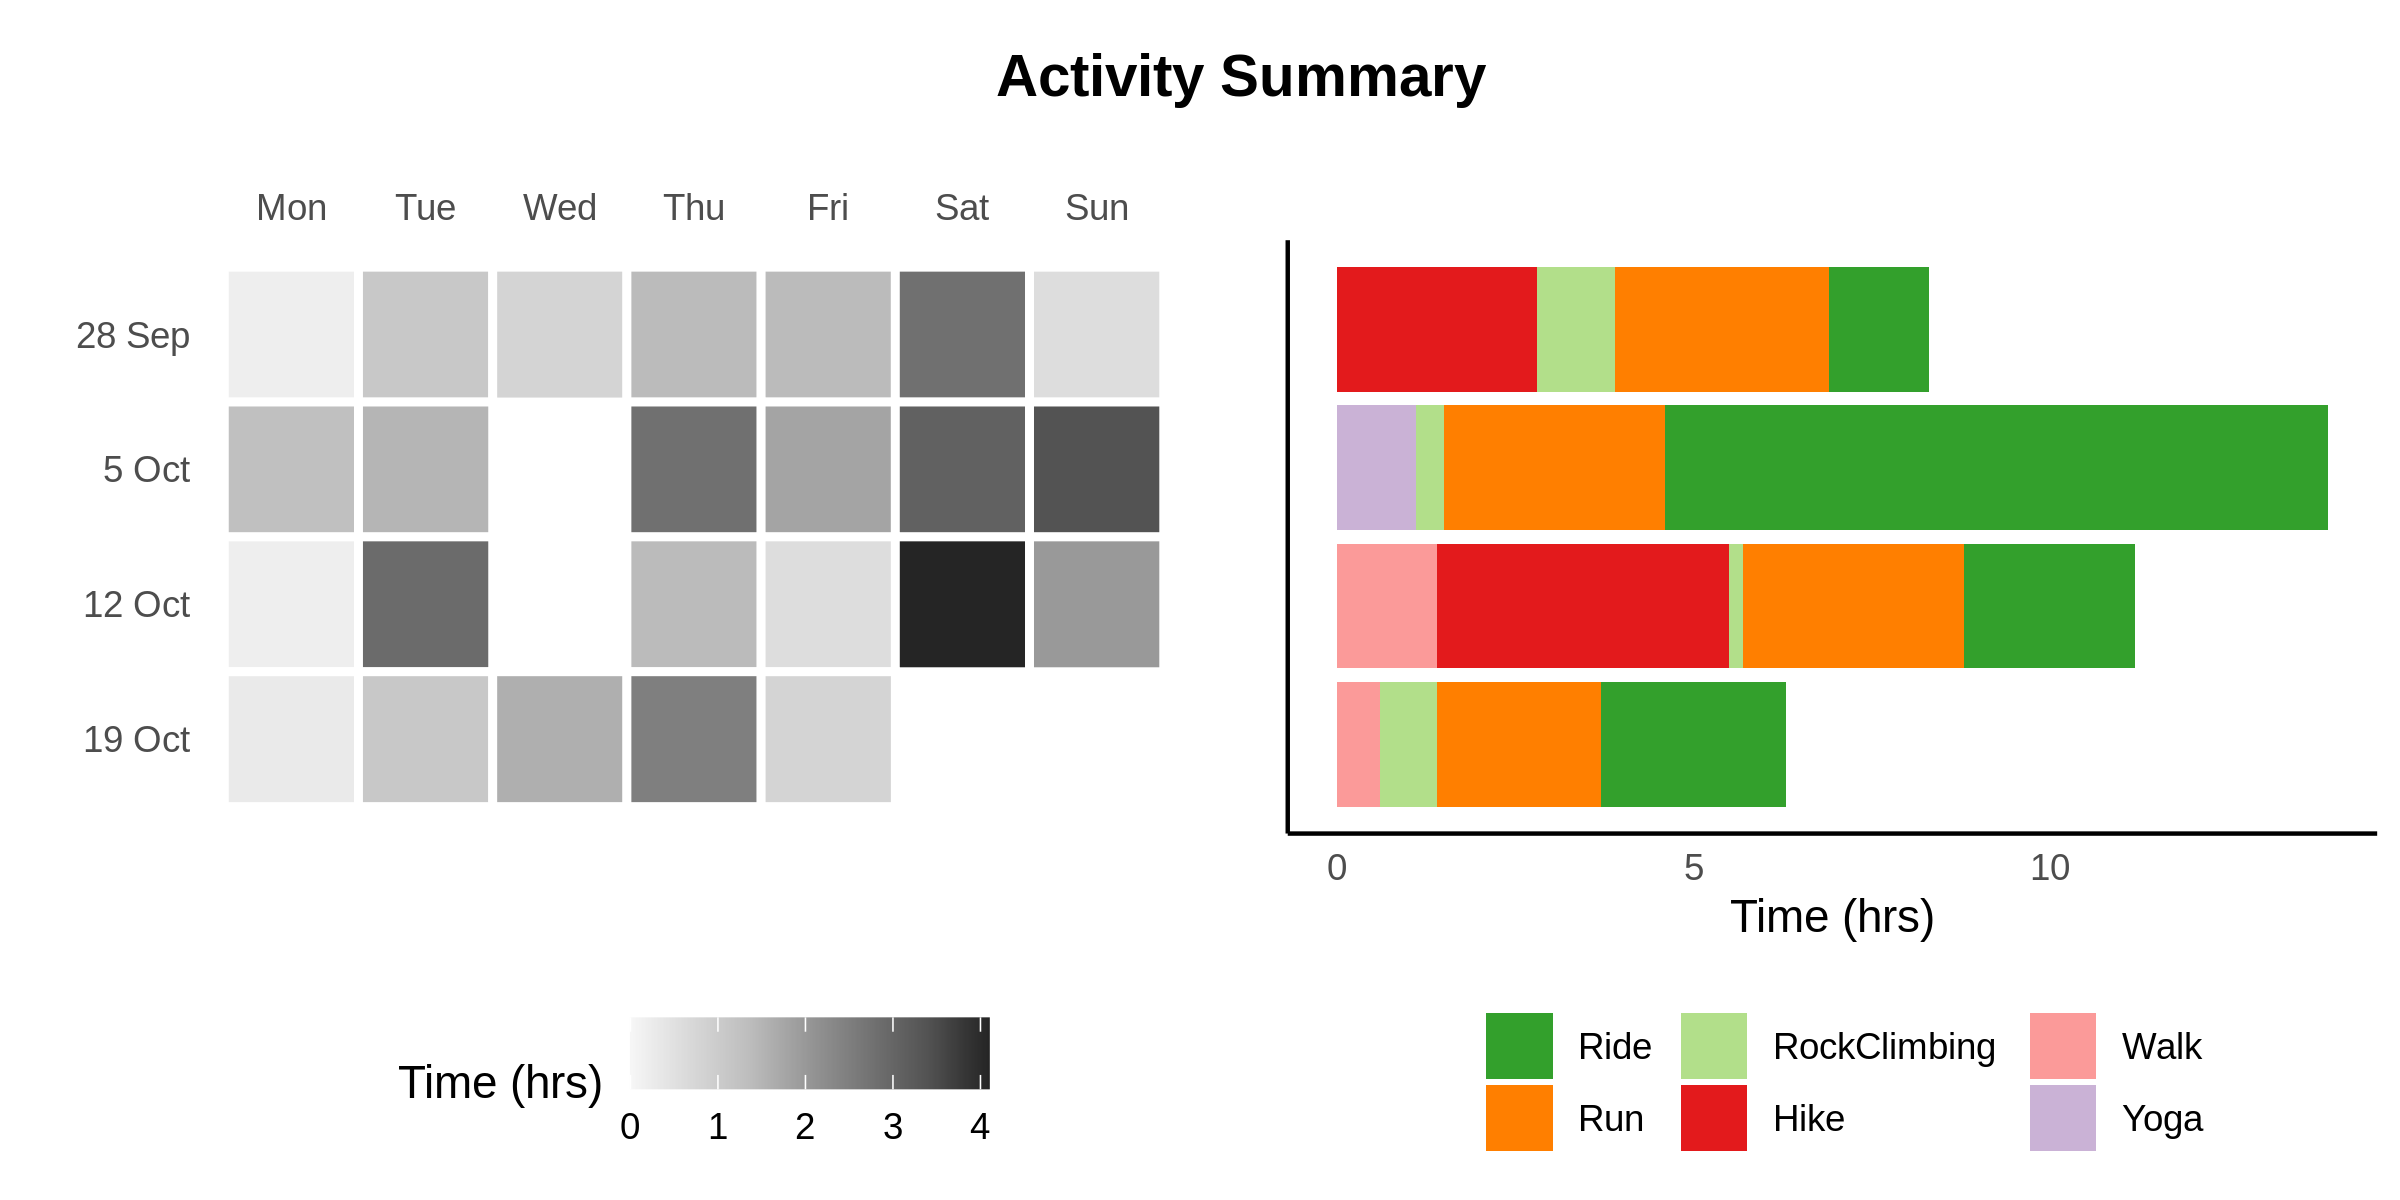 Activity Summary
Mon Tue Wed Thu Fri Sat Sun
28 Sep
5 Oct
12 Oct
19 Oct
0 5 10
Time (hrs)
Time (hrs)
0 1 2 3 4
Ride RockClimbing Walk
Run Hike Yoga